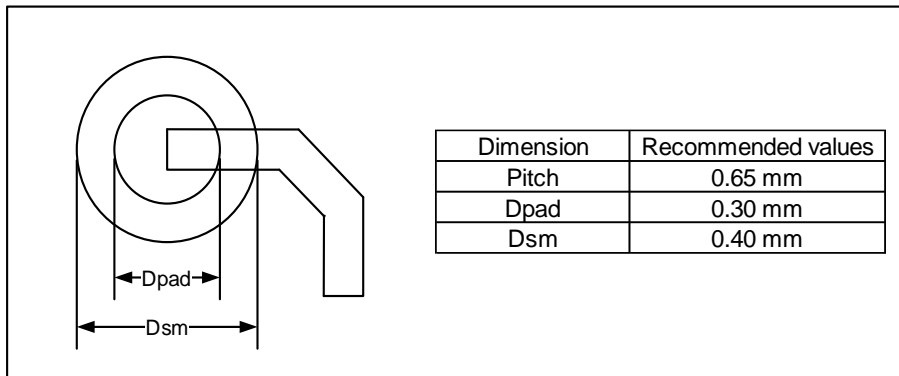 Dimension Recommended values
Pitch 0.65 mm
Dpad 0.30 mm
Dsm 0.40 mm
Dpad
Dsm